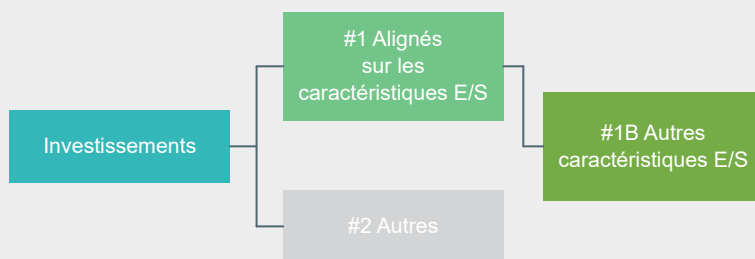 Investissements
#1 Alignés
sur les
caractéristiques E/S
#2 Autres
#1B Autres
caractéristiques E/S